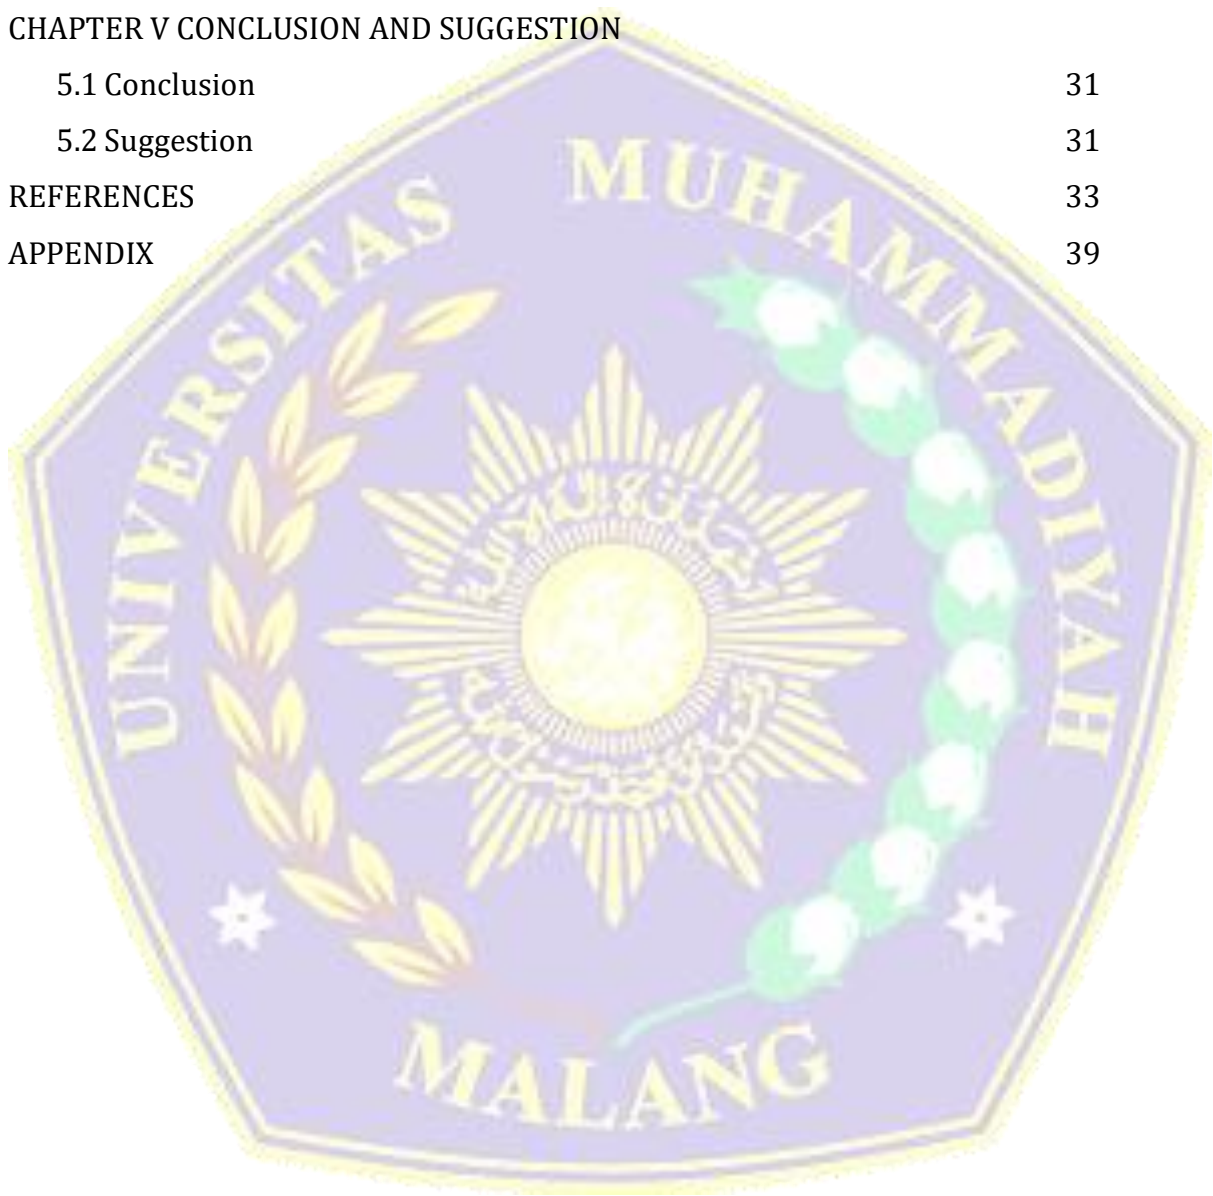 CHAPTER V CONCLUSION AND SUGGESTION
5.1 Conclusion 31
5.2 Suggestion 31
REFERENCES 33
APPENDIX 39
UNIVERSITAS MUHAMMADIYAH
MALANG